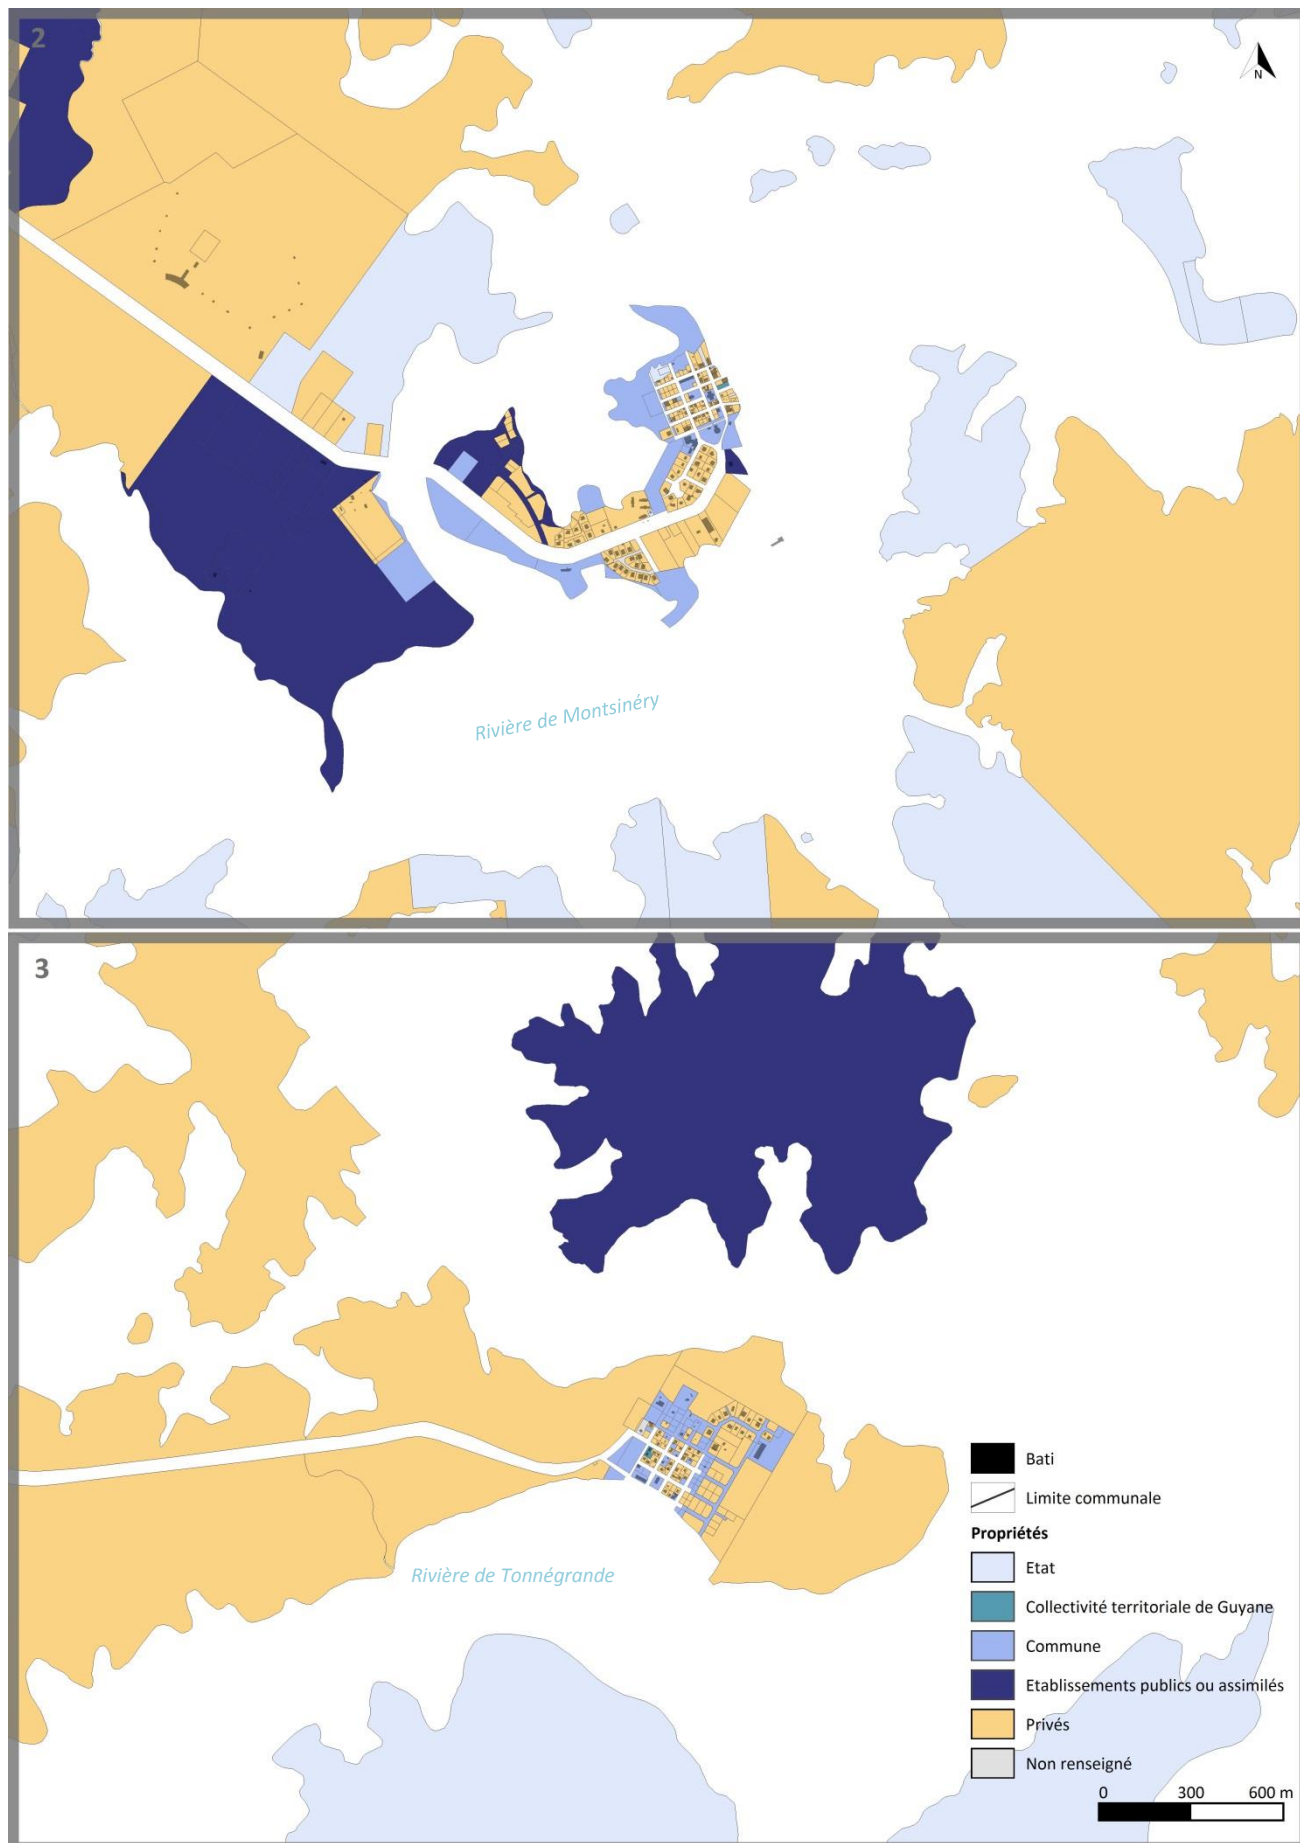 2
N
Rivière de Montsinéry
3
Rivière de Tonnégrande
Bati
Limite communale
Propriétés
Etat
Collectivité territoriale de Guyane
Commune
Etablissements publics ou assimilés
Privés
Non renseigné
0 300 600 m